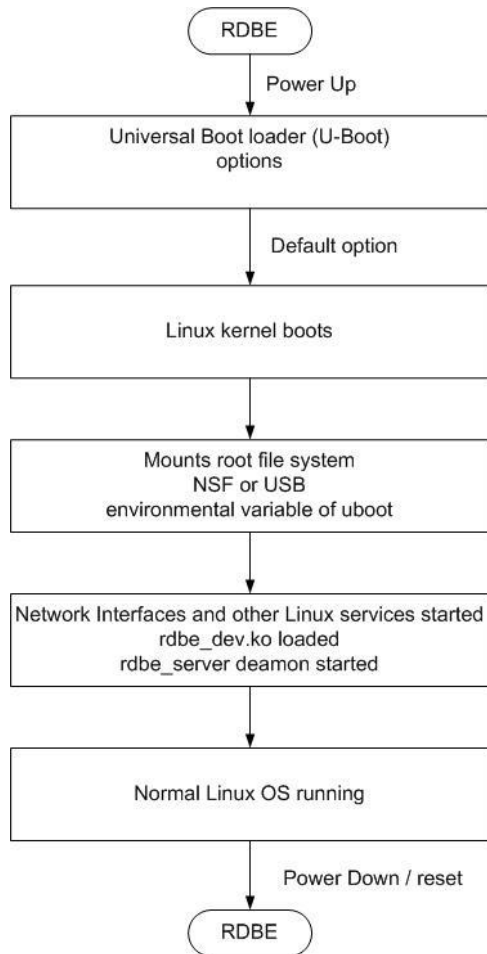 RDBE
Power Up
Universal Boot loader (U-Boot)
options
Default option
Linux kernel boots
Mounts root file system
NSF or USB
environmental variable of uboot
Network Interfaces and other Linux services started
rdbe_dev.ko loaded
rdbe_server deamon started
Normal Linux OS running
Power Down / reset
RDBE